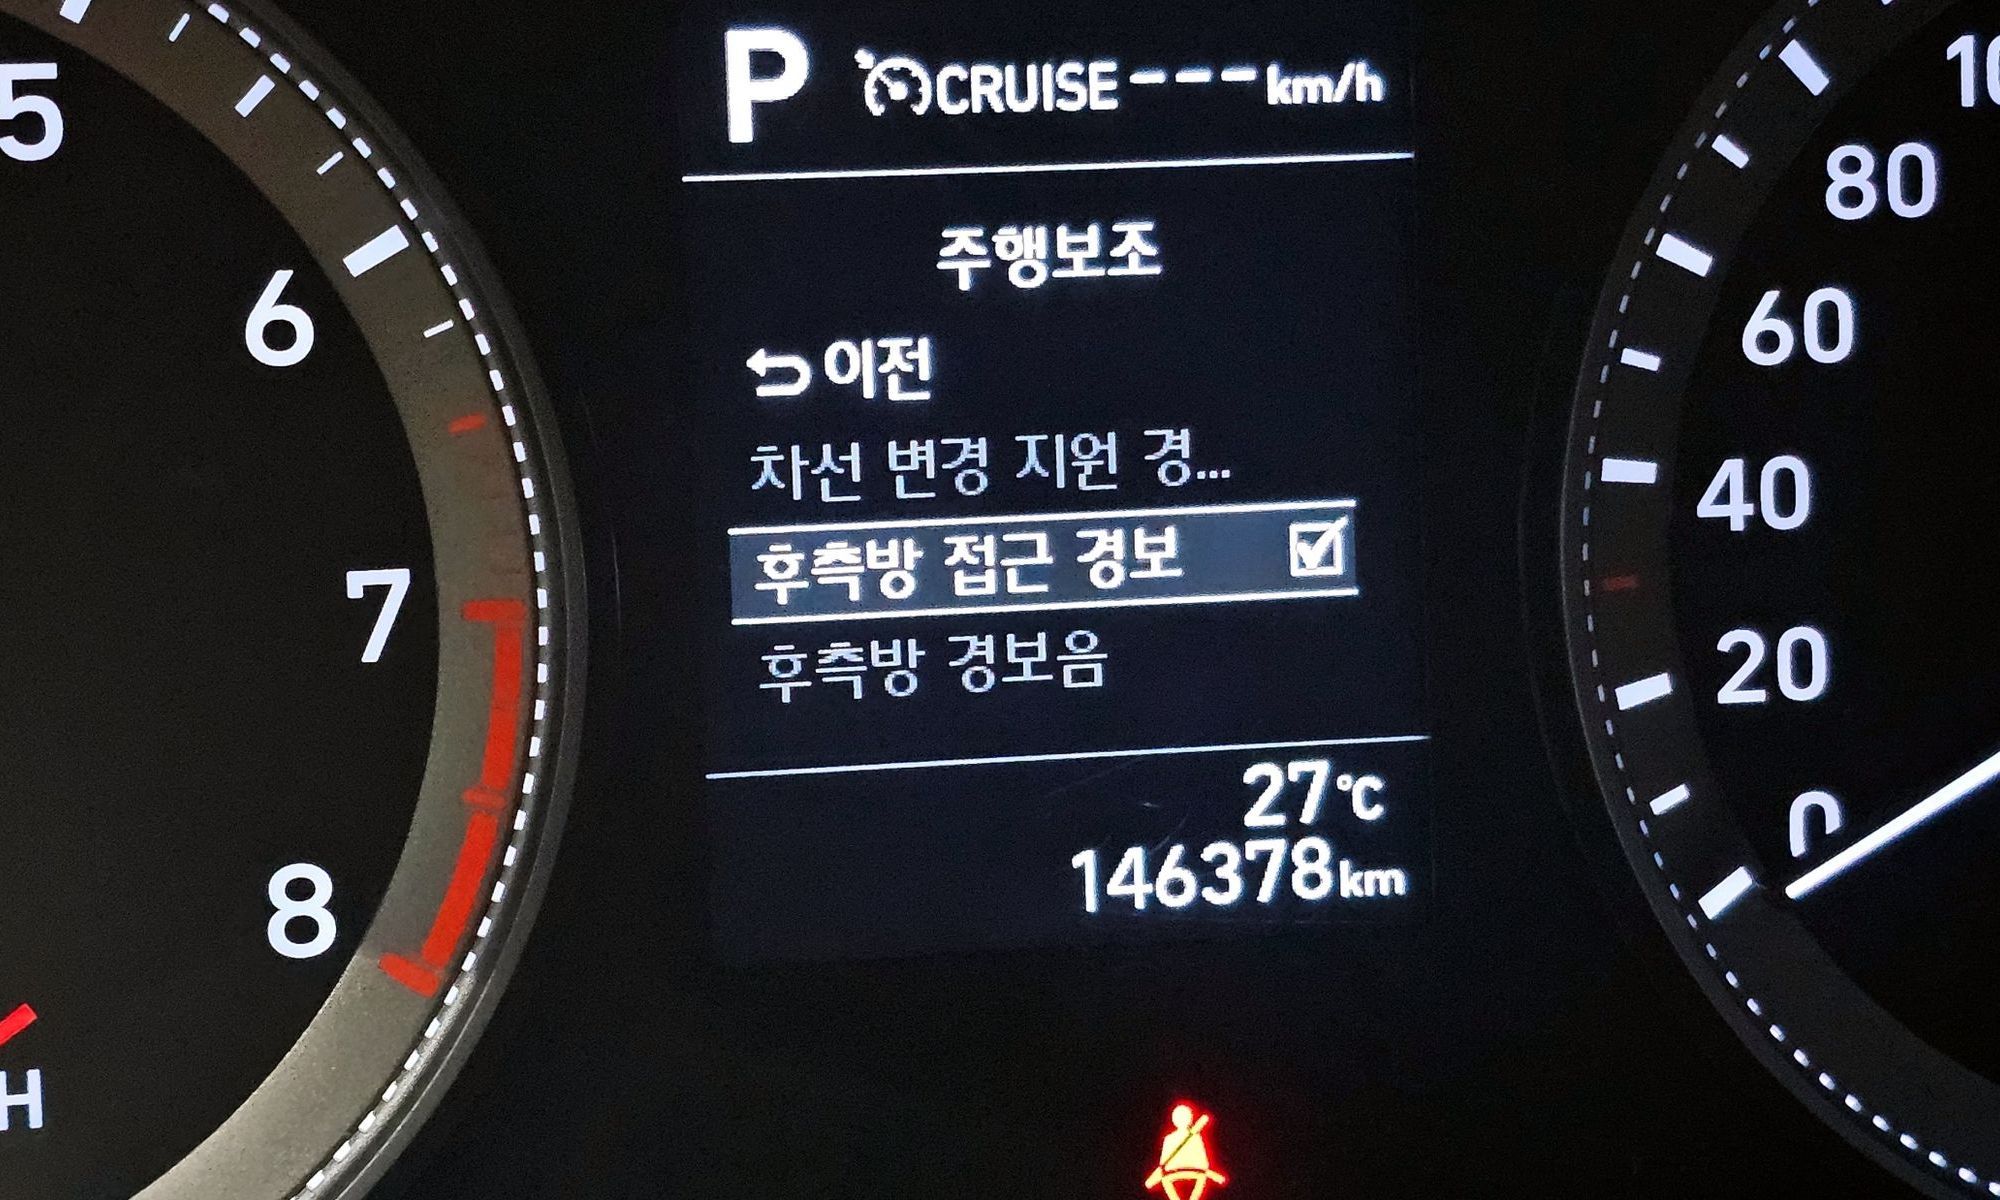 P CRUISE --- km/h
주행보조
이전
차선 변경 지원 경...
후측방 접근 경보
후측방 경보음
27°C
146378km
5
6
7
8
H
80
60
40
20
0